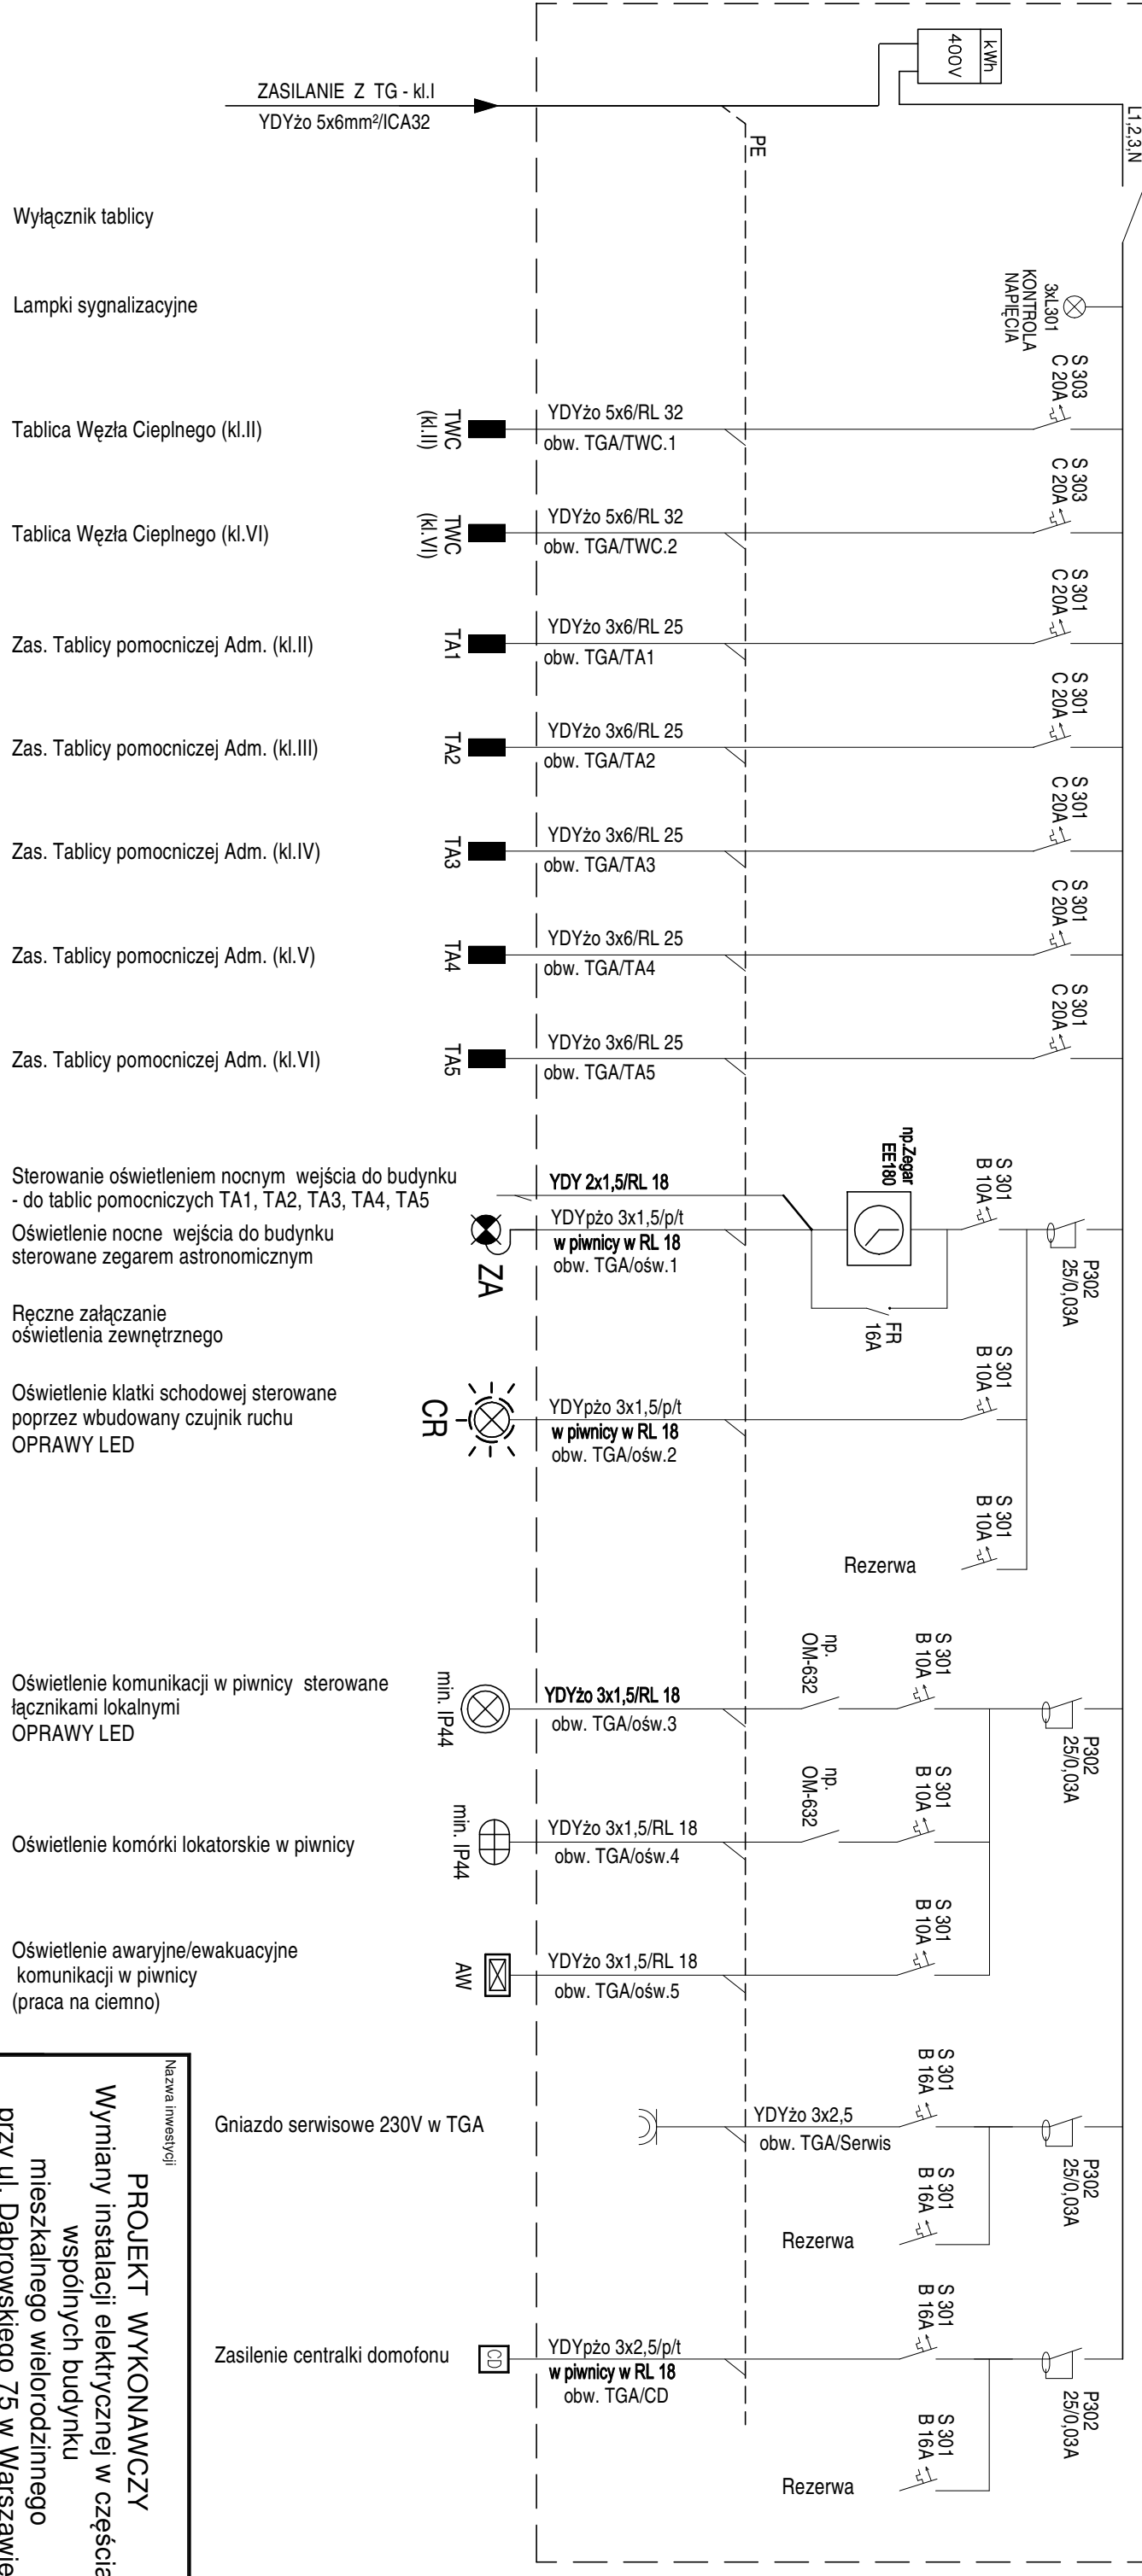 kWh
400V
L1,2,3,N
ZASILANIE Z TG - kl.I
YDYżo 5x6mm²/ICA32
PE
Wyłącznik tablicy
Lampki sygnalizacyjne
3xL301
KONTROLA
NAPIĘCIA
Tablica Węzła Cieplnego (kl.II)
TWC
(kl.II)
YDYżo 5x6/RL 32
obw. TGA/TWC.1
S 303
C 20A
Tablica Węzła Cieplnego (kl.VI)
TWC
(kl.VI)
YDYżo 5x6/RL 32
obw. TGA/TWC.2
S 303
C 20A
Zas. Tablicy pomocniczej Adm. (kl.II)
TA1
YDYżo 3x6/RL 25
obw. TGA/TA1
S 301
C 20A
Zas. Tablicy pomocniczej Adm. (kl.III)
TA2
YDYżo 3x6/RL 25
obw. TGA/TA2
S 301
C 20A
Zas. Tablicy pomocniczej Adm. (kl.IV)
TA3
YDYżo 3x6/RL 25
obw. TGA/TA3
S 301
C 20A
Zas. Tablicy pomocniczej Adm. (kl.V)
TA4
YDYżo 3x6/RL 25
obw. TGA/TA4
S 301
C 20A
Zas. Tablicy pomocniczej Adm. (kl.VI)
TA5
YDYżo 3x6/RL 25
obw. TGA/TA5
S 301
C 20A
Sterowanie oświetleniem nocnym wejścia do budynku
- do tablic pomocniczych TA1, TA2, TA3, TA4, TA5
YDY 2x1,5/RL 18
np.Zegar
EE180
S 301
B 10A
P302
25/0,03A
Oświetlenie nocne wejścia do budynku
sterowane zegarem astronomicznym
ZA
YDYpżo 3x1,5/p/t
w piwnicy w RL 18
obw. TGA/ośw.1
Ręczne załączanie
oświetlenia zewnętrznego
FR
16A
Oświetlenie klatki schodowej sterowane
poprzez wbudowany czujnik ruchu
OPRAWY LED
CR
YDYpżo 3x1,5/p/t
w piwnicy w RL 18
obw. TGA/ośw.2
S 301
B 10A
Rezerwa
S 301
B 10A
Oświetlenie komunikacji w piwnicy sterowane
łącznikami lokalnymi
OPRAWY LED
min. IP44
YDYżo 3x1,5/RL 18
obw. TGA/ośw.3
np.
OM-632
S 301
B 10A
P302
25/0,03A
Oświetlenie komórki lokatorskie w piwnicy
min. IP44
YDYżo 3x1,5/RL 18
obw. TGA/ośw.4
np.
OM-632
S 301
B 10A
Oświetlenie awaryjne/ewakuacyjne
komunikacji w piwnicy
(praca na ciemno)
AW
YDYżo 3x1,5/RL 18
obw. TGA/ośw.5
S 301
B 10A
Gniazdo serwisowe 230V w TGA
YDYżo 3x2,5
obw. TGA/Serwis
S 301
B 16A
P302
25/0,03A
Rezerwa
S 301
B 16A
Zasilenie centralki domofonu
CD
YDYpżo 3x2,5/p/t
w piwnicy w RL 18
obw. TGA/CD
S 301
B 16A
P302
25/0,03A
Rezerwa
S 301
B 16A
Nazwa inwestycji
PROJEKT WYKONAWCZY
Wymiany instalacji elektrycznej w częścia
wspólnych budynku
mieszkalnego wielorodzinnego
przy ul. Dąbrowskiego 75 w Warszawie